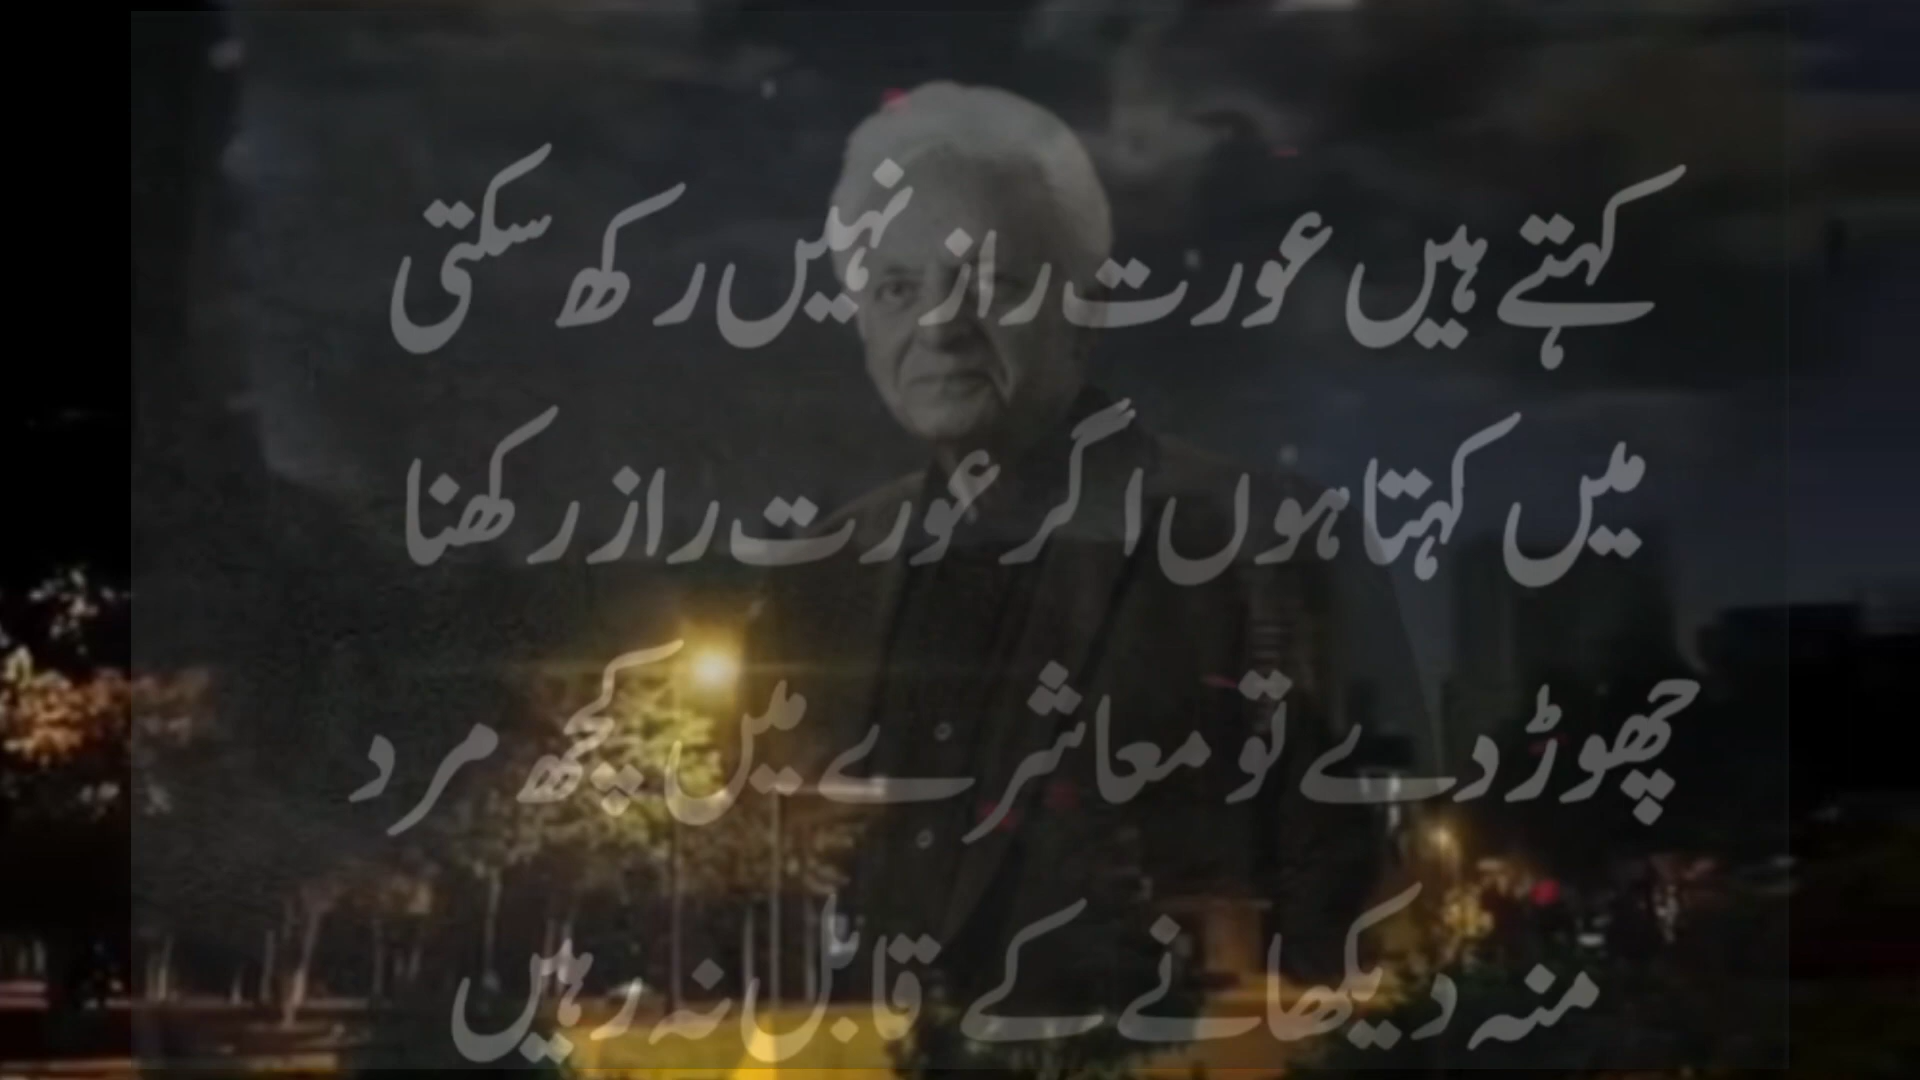 کہتے ہیں عورت راز نہیں رکھ سکتی
میں کہتا ہوں اگر عورت راز رکھنا
چھوڑ دے تو معاشرے میں کچھ مرد
منہ دیکھانے کے قابل نہ رہیں